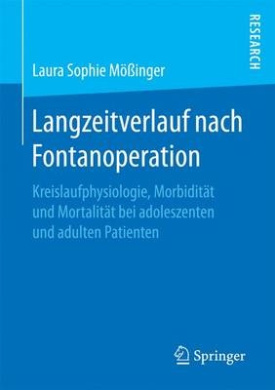 RESEARCH
Laura Sophie Mößinger
Langzeitverlauf nach
Fontanoperation
Kreislaufphysiologie, Morbidität
und Mortalität bei adoleszenten
und adulten Patienten
Springer